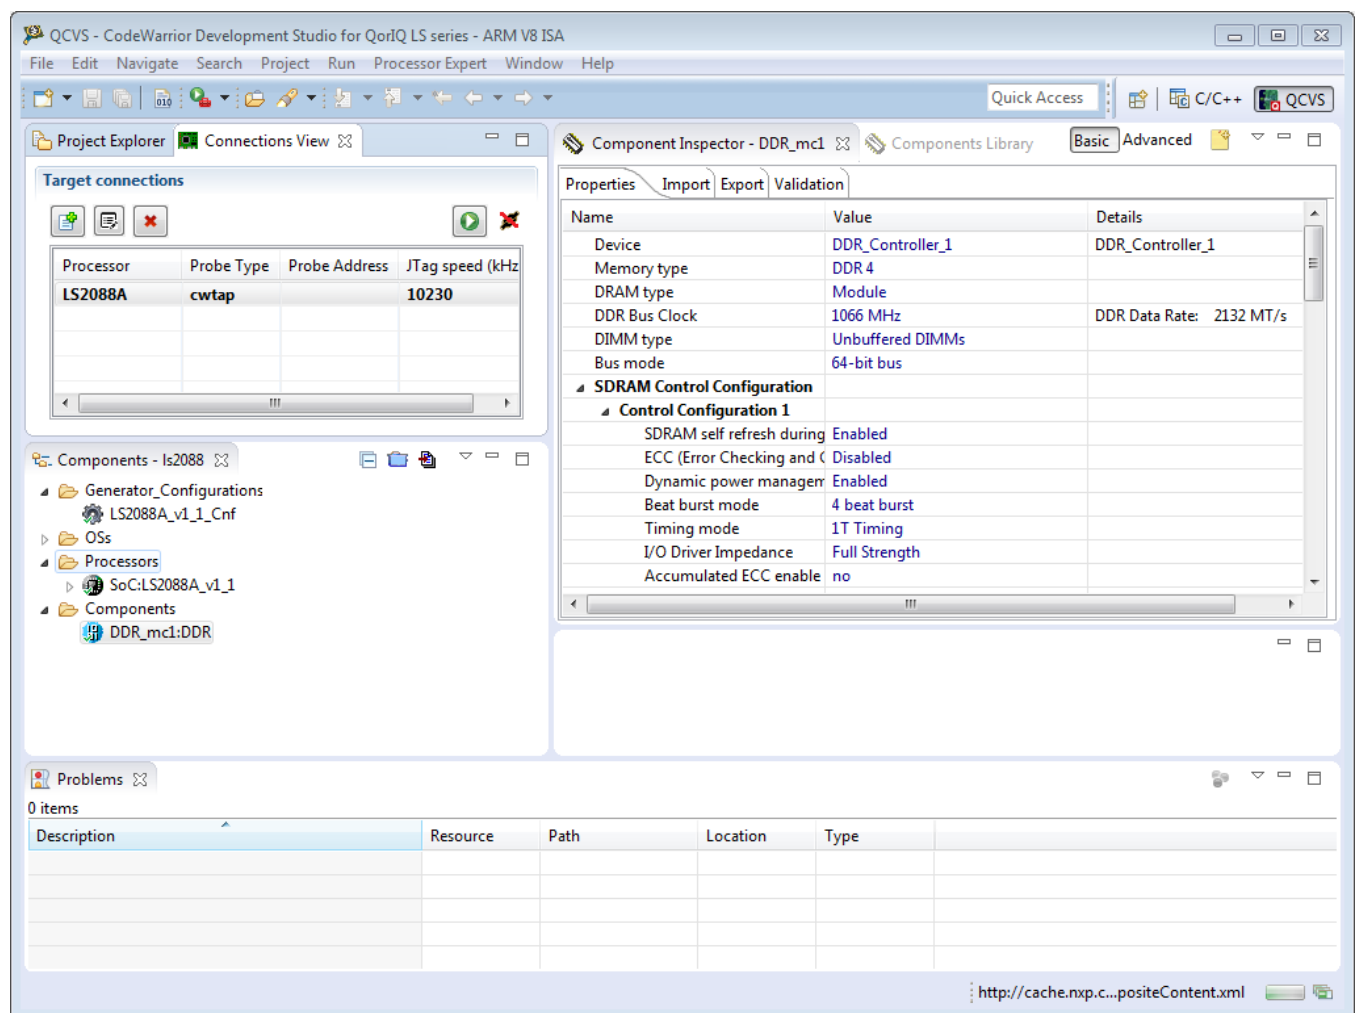 QCVS - CodeWarrior Development Studio for QorIQ LS series - ARM V8 ISA
File Edit Navigate Search Project Run Processor Expert Window Help
010 Quick Access C/C++ QCVS
Project Explorer Connections View
Target connections
Processor Probe Type Probe Address JTag speed (kHz
LS2088A cwtap 10230
Components - ls2088
Generator_Configurations
LS2088A_v1_1_Cnf
OSs
Processors
SoC:LS2088A_v1_1
Components
DDR_mc1:DDR
Component Inspector - DDR_mc1 Components Library Basic Advanced
Properties Import Export Validation
Name Value Details
Device DDR_Controller_1 DDR_Controller_1
Memory type DDR 4
DRAM type Module
DDR Bus Clock 1066 MHz DDR Data Rate: 2132 MT/s
DIMM type Unbuffered DIMMs
Bus mode 64-bit bus
SDRAM Control Configuration
Control Configuration 1
SDRAM self refresh during Enabled
ECC (Error Checking and C Disabled
Dynamic power managem Enabled
Beat burst mode 4 beat burst
Timing mode 1T Timing
I/O Driver Impedance Full Strength
Accumulated ECC enable no
Problems
0 items
Description Resource Path Location Type
http://cache.nxp.c...positeContent.xml